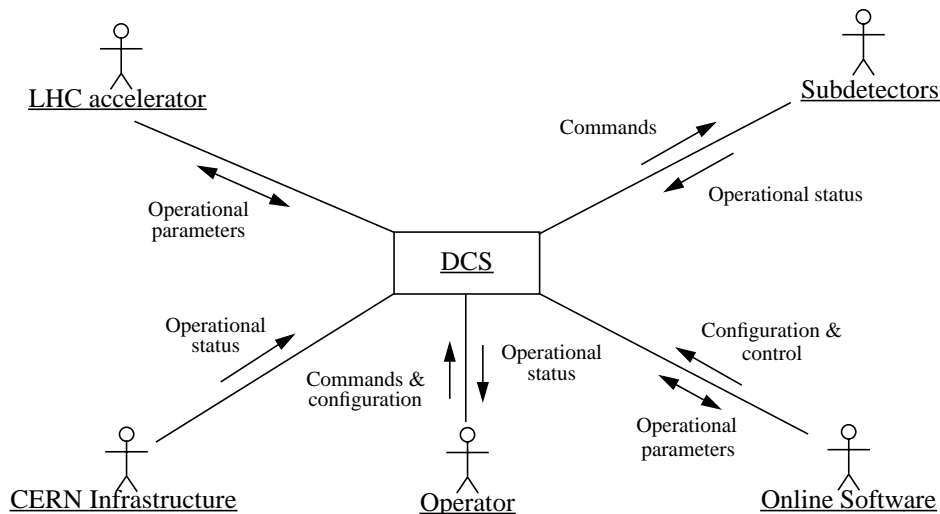 LHC accelerator
Subdetectors
Commands
Operational status
Operational
parameters
DCS
Operational
status
Configuration &
control
Operational
status
Commands &
configuration
Operational
parameters
CERN Infrastructure
Operator
Online Software